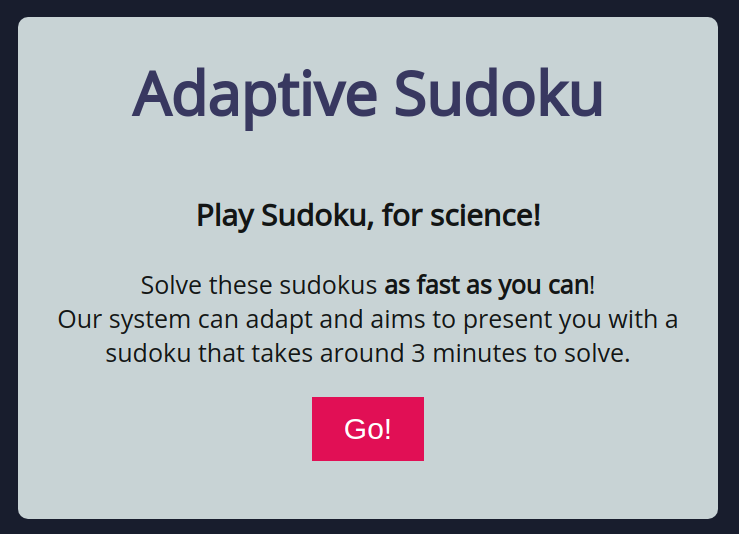 Adaptive Sudoku
Play Sudoku, for science!
Solve these sudokus as fast as you can!
Our system can adapt and aims to present you with a
sudoku that takes around 3 minutes to solve.
Go!